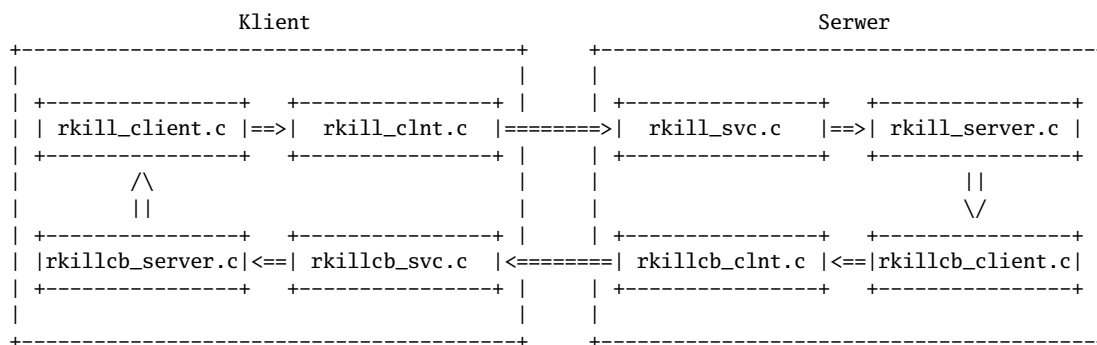 Klient Serwer
rkill_client.c |==>| rkill_clnt.c |========>| rkill_svc.c |==>| rkill_server.c
/\ ||
|| \/
rkillcb_server.c|<==| rkillcb_svc.c |<========| rkillcb_clnt.c |<==|rkillcb_client.c